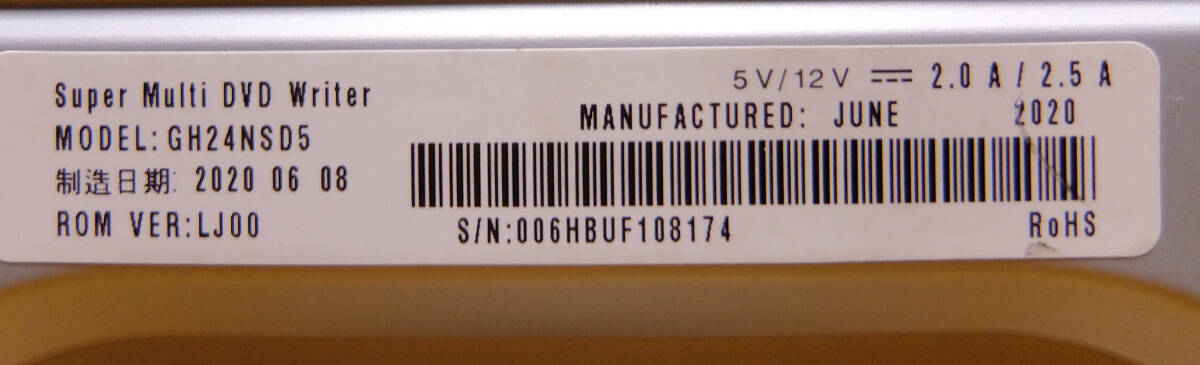 Super Multi DVD Writer
MODEL:GH24NSD5
制造日期: 2020 06 08
ROM VER:LJ00
5V/12V ⎓ 2.0 A / 2.5 A
MANUFACTURED: JUNE 2020
S/N:006HBUF108174
RoHS